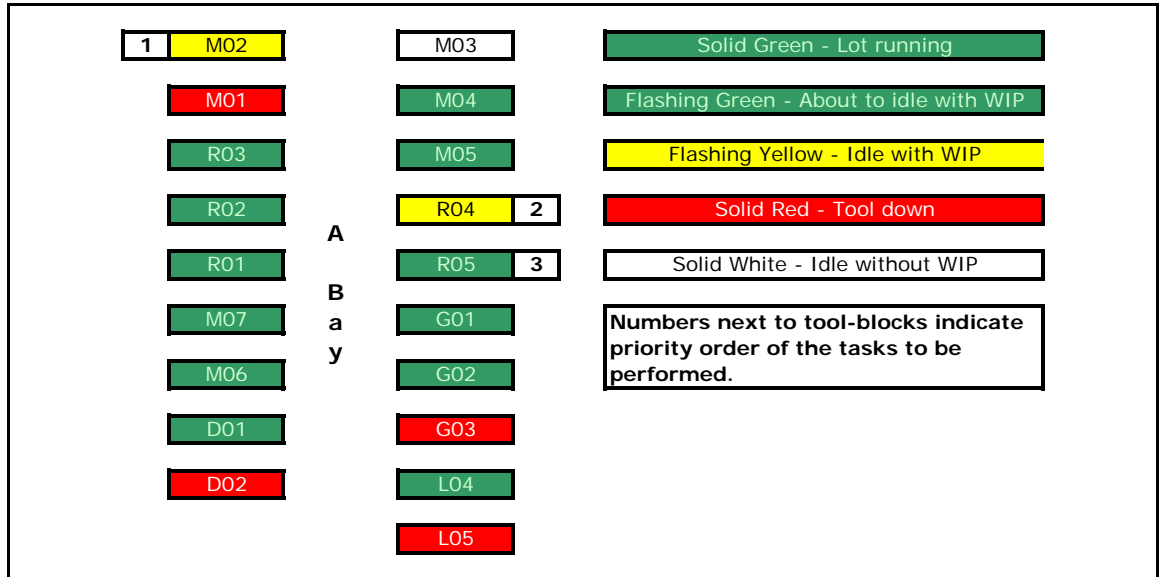 1 M02 M03 Solid Green - Lot running
M01 M04 Flashing Green - About to idle with WIP
R03 M05 Flashing Yellow - Idle with WIP
R02 R04 2 Solid Red - Tool down
A
R01 R05 3 Solid White - Idle without WIP
B
M07 a G01 Numbers next to tool-blocks indicate
y priority order of the tasks to be
M06 G02 performed.
D01 G03
D02 L04
L05